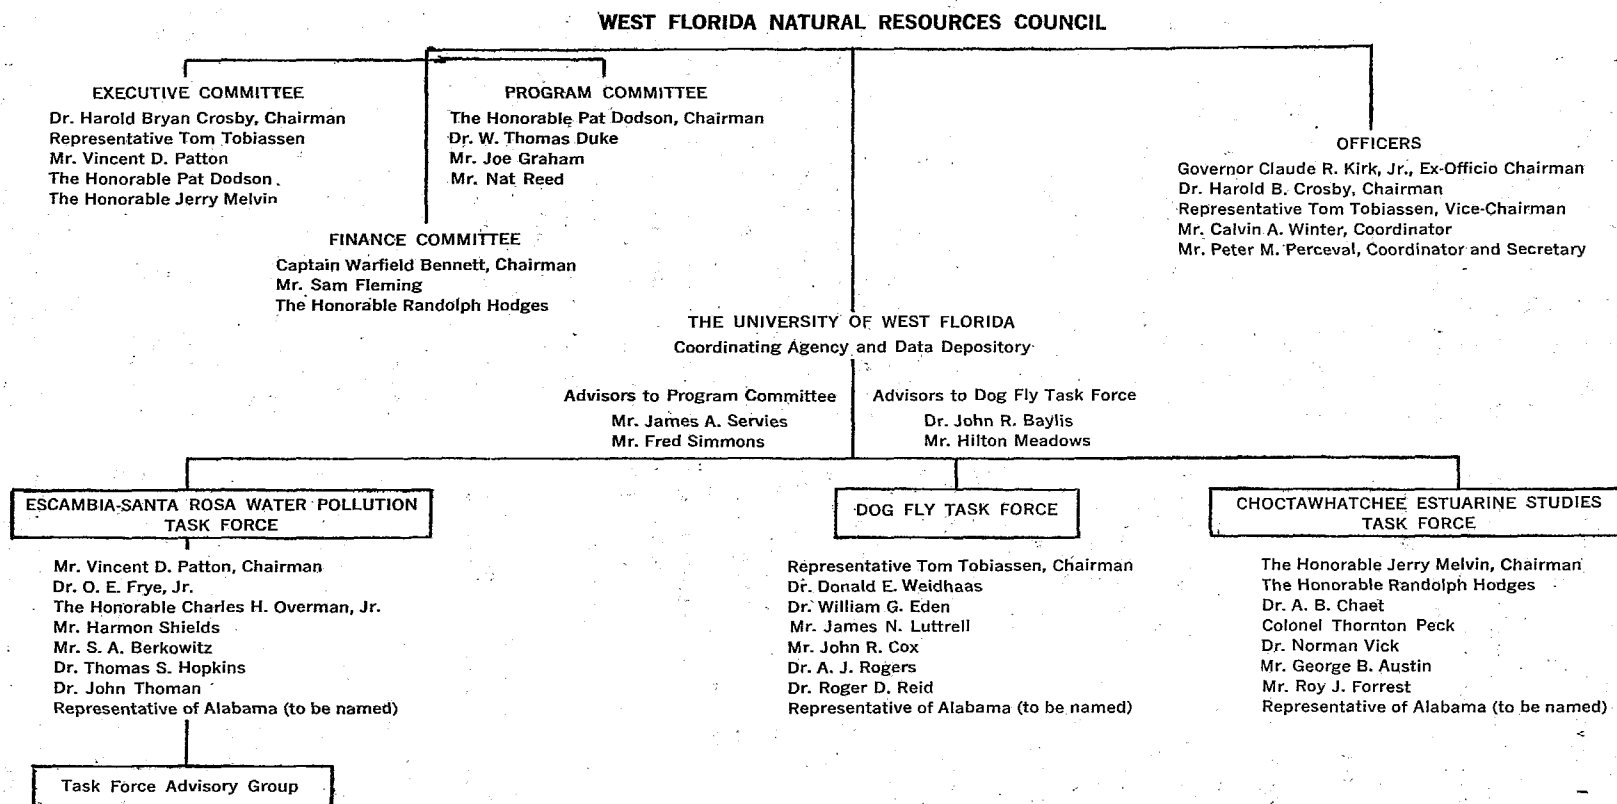 WEST FLORIDA NATURAL RESOURCES COUNCIL
EXECUTIVE COMMITTEE
Dr. Harold Bryan Crosby, Chairman
Representative Tom Tobiassen
Mr. Vincent D. Patton
The Honorable Pat Dodson
The Honorable Jerry Melvin
PROGRAM COMMITTEE
The Honorable Pat Dodson, Chairman
Dr. W. Thomas Duke
Mr. Joe Graham
Mr. Nat Reed
OFFICERS
Governor Claude R. Kirk, Jr., Ex-Officio Chairman
Dr. Harold B. Crosby, Chairman
Representative Tom Tobiassen, Vice-Chairman
Mr. Calvin A. Winter, Coordinator
Mr. Peter M. Perceval, Coordinator and Secretary
FINANCE COMMITTEE
Captain Warfield Bennett, Chairman
Mr. Sam Fleming
The Honorable Randolph Hodges
THE UNIVERSITY OF WEST FLORIDA
Coordinating Agency and Data Depository
Advisors to Program Committee
Mr. James A. Servies
Mr. Fred Simmons
Advisors to Dog Fly Task Force
Dr. John R. Baylis
Mr. Hilton Meadows
ESCAMBIA-SANTA ROSA WATER POLLUTION
TASK FORCE
Mr. Vincent D. Patton, Chairman
Dr. O. E. Frye, Jr.
The Honorable Charles H. Overman, Jr.
Mr. Harmon Shields
Mr. S. A. Berkowitz
Dr. Thomas S. Hopkins
Dr. John Thoman
Representative of Alabama (to be named)
Task Force Advisory Group
DOG FLY TASK FORCE
Representative Tom Tobiassen, Chairman
Dr. Donald E. Weidhaas
Dr. William G. Eden
Mr. James N. Luttrell
Mr. John R. Cox
Dr. A. J. Rogers
Dr. Roger D. Reid
Representative of Alabama (to be named)
CHOCTAWHATCHEE ESTUARINE STUDIES
TASK FORCE
The Honorable Jerry Melvin, Chairman
The Honorable Randolph Hodges
Dr. A. B. Chaet
Colonel Thornton Peck
Dr. Norman Vick
Mr. George B. Austin
Mr. Roy J. Forrest
Representative of Alabama (to be named)